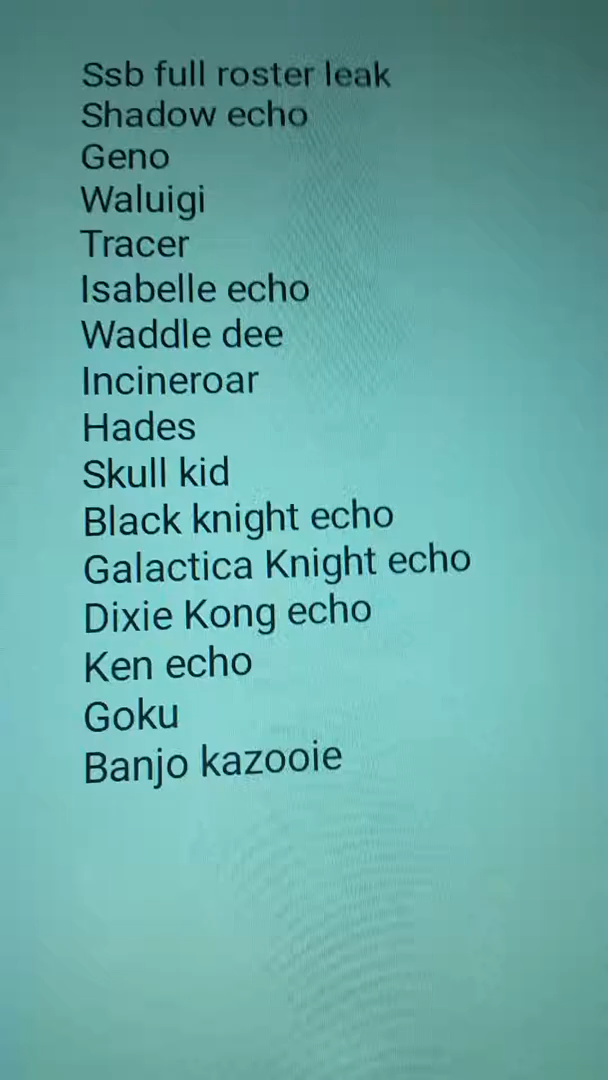 Ssb full roster leak
Shadow echo
Geno
Waluigi
Tracer
Isabelle echo
Waddle dee
Incineroar
Hades
Skull kid
Black knight echo
Galactica Knight echo
Dixie Kong echo
Ken echo
Goku
Banjo kazooie